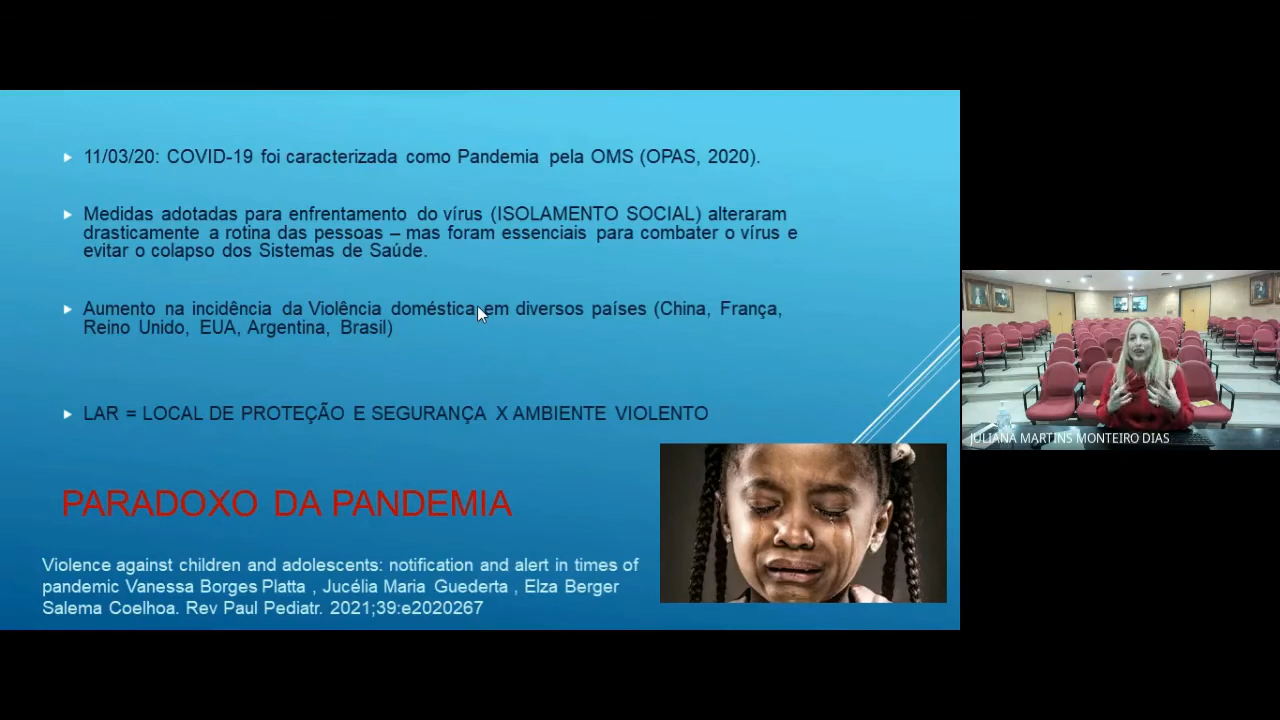 11/03/20: COVID-19 foi caracterizada como Pandemia pela OMS (OPAS, 2020).
Medidas adotadas para enfrentamento do vírus (ISOLAMENTO SOCIAL) alteraram
drasticamente a rotina das pessoas – mas foram essenciais para combater o vírus e
evitar o colapso dos Sistemas de Saúde.
Aumento na incidência da Violência doméstica em diversos países (China, França,
Reino Unido, EUA, Argentina, Brasil)
LAR = LOCAL DE PROTEÇÃO E SEGURANÇA X AMBIENTE VIOLENTO
PARADOXO DA PANDEMIA
Violence against children and adolescents: notification and alert in times of
pandemic Vanessa Borges Platta , Jucélia Maria Guederta , Elza Berger
Salema Coelhoa. Rev Paul Pediatr. 2021;39:e2020267
JULIANA MARTINS MONTEIRO DIAS